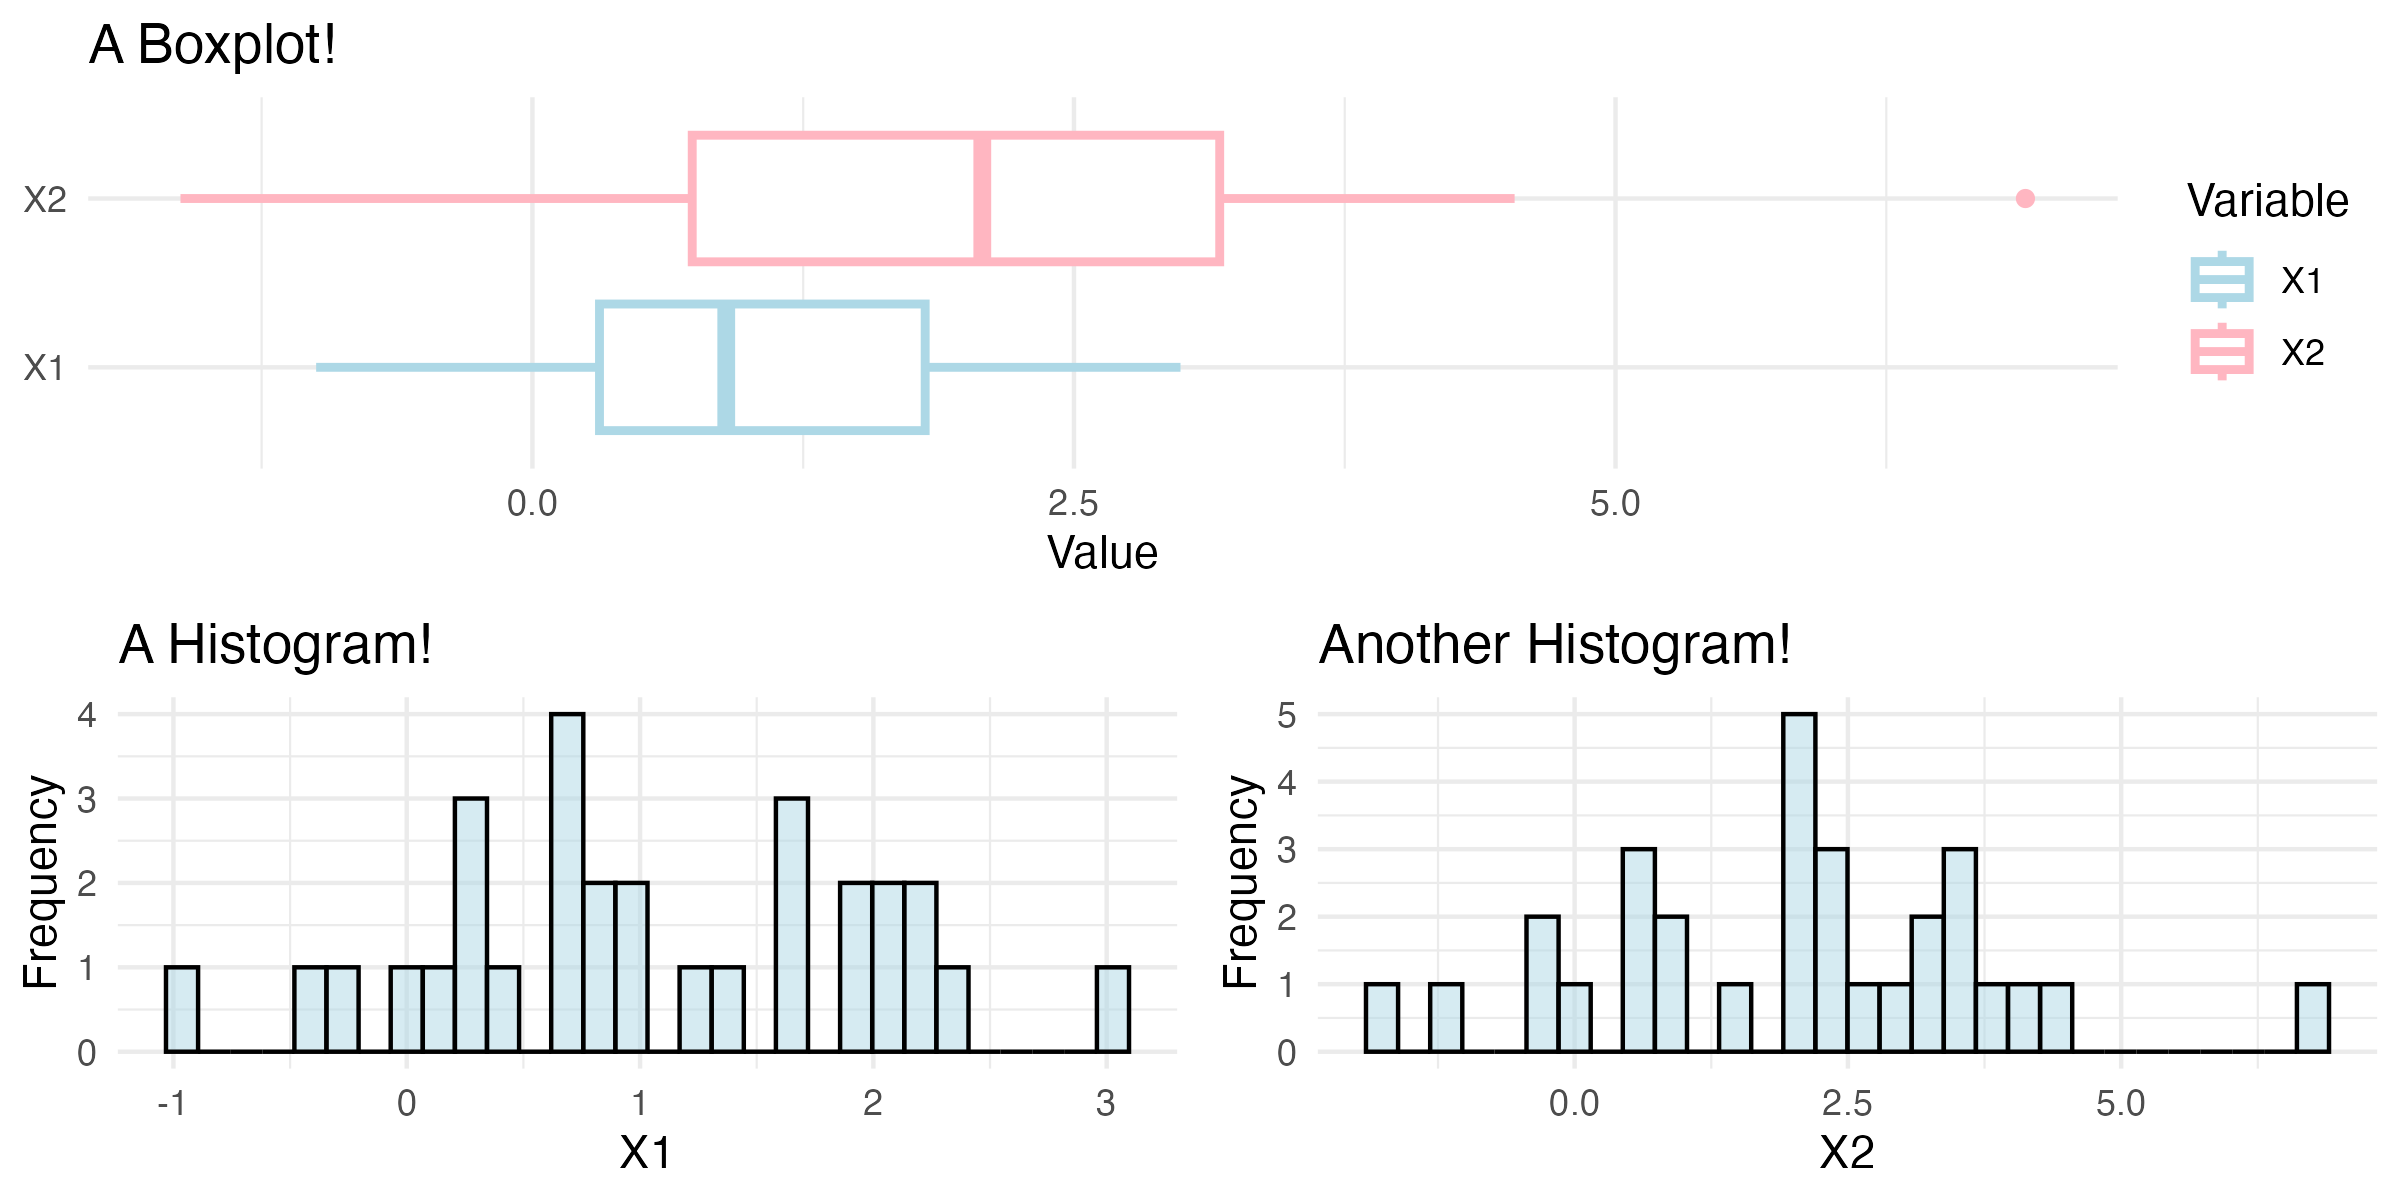 A Boxplot!
X2
X1
0.0 2.5 5.0
Value
Variable
X1
X2
A Histogram!
4
3
2
1
0
Frequency
-1 0 1 2 3
X1
Another Histogram!
5
4
3
2
1
0
Frequency
0.0 2.5 5.0
X2